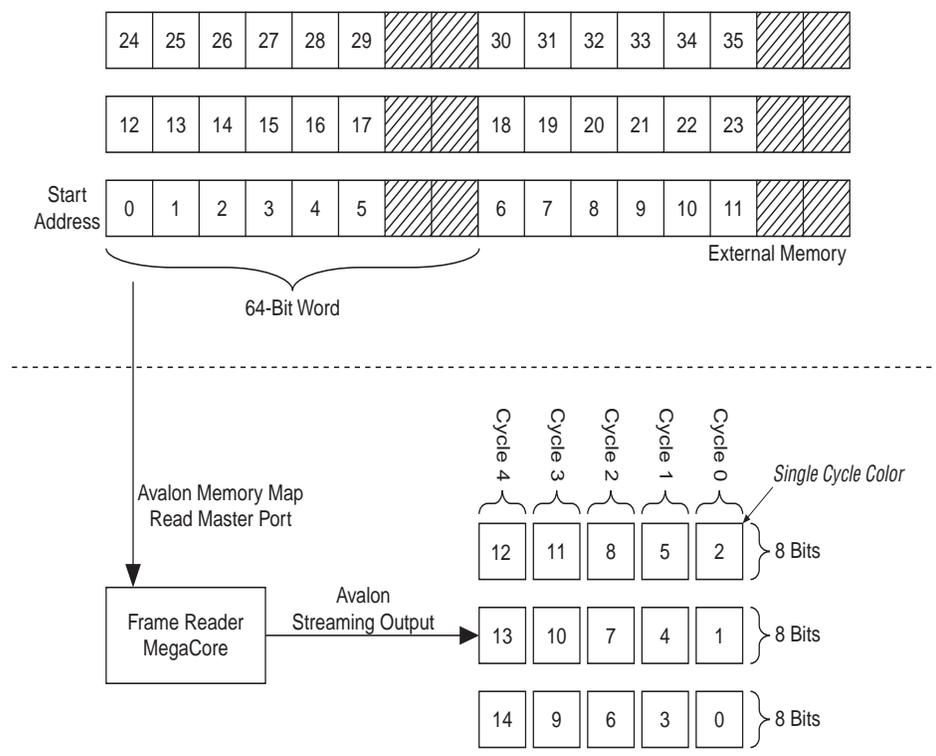 24 25 26 27 28 29 30 31 32 33 34 35
12 13 14 15 16 17 18 19 20 21 22 23
Start
Address
0 1 2 3 4 5 6 7 8 9 10 11
External Memory
64-Bit Word
Cycle 4 Cycle 3 Cycle 2 Cycle 1 Cycle 0
Single Cycle Color
Avalon Memory Map
Read Master Port
12 11 8 5 2 8 Bits
Frame Reader
MegaCore
Avalon
Streaming Output
13 10 7 4 1 8 Bits
14 9 6 3 0 8 Bits